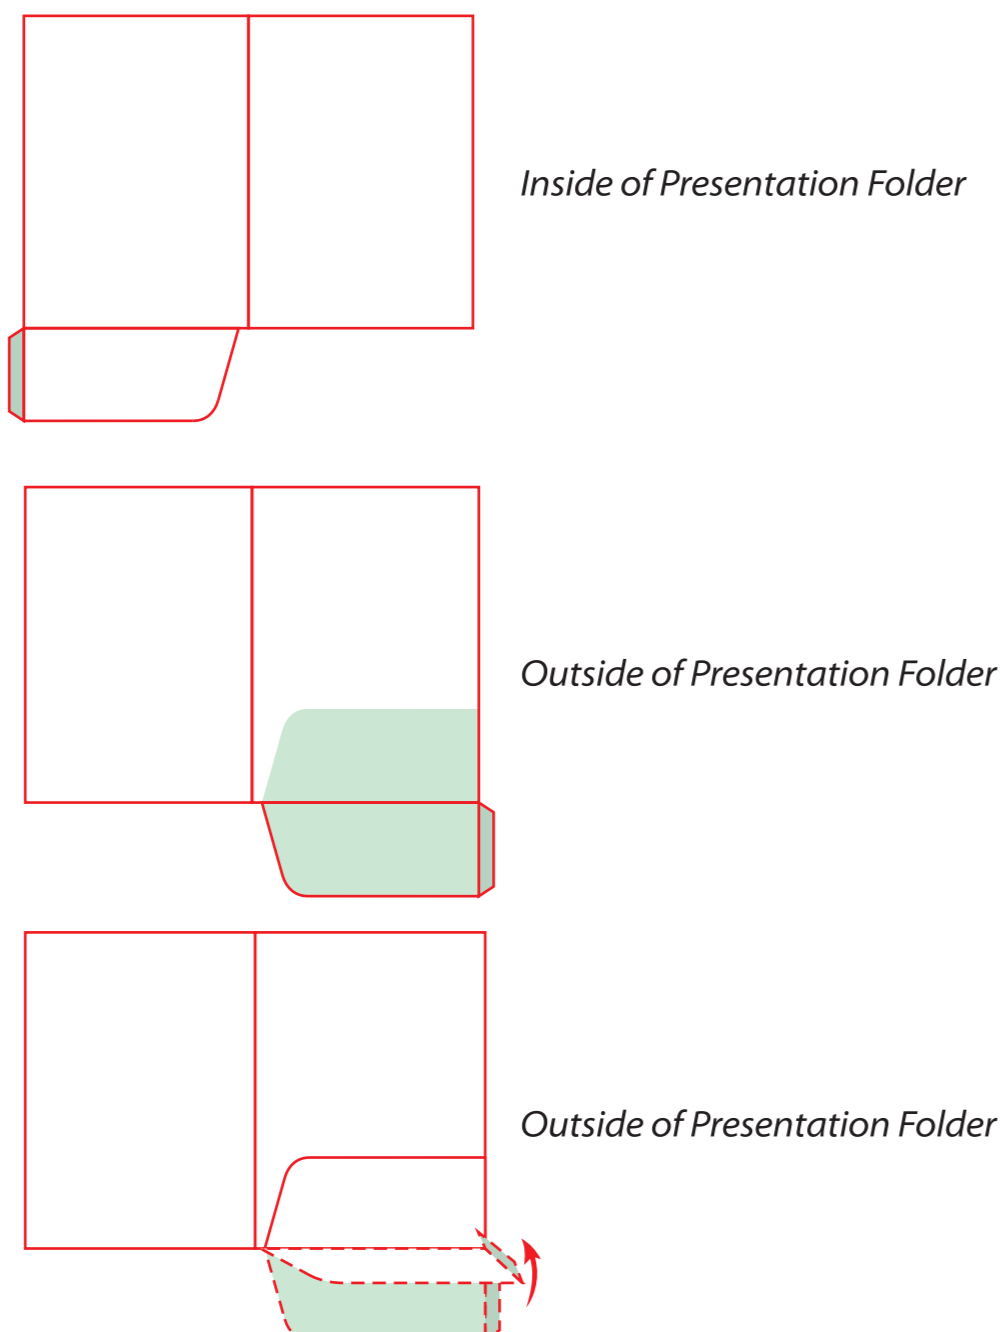 Inside of Presentation Folder
Outside of Presentation Folder
Outside of Presentation Folder